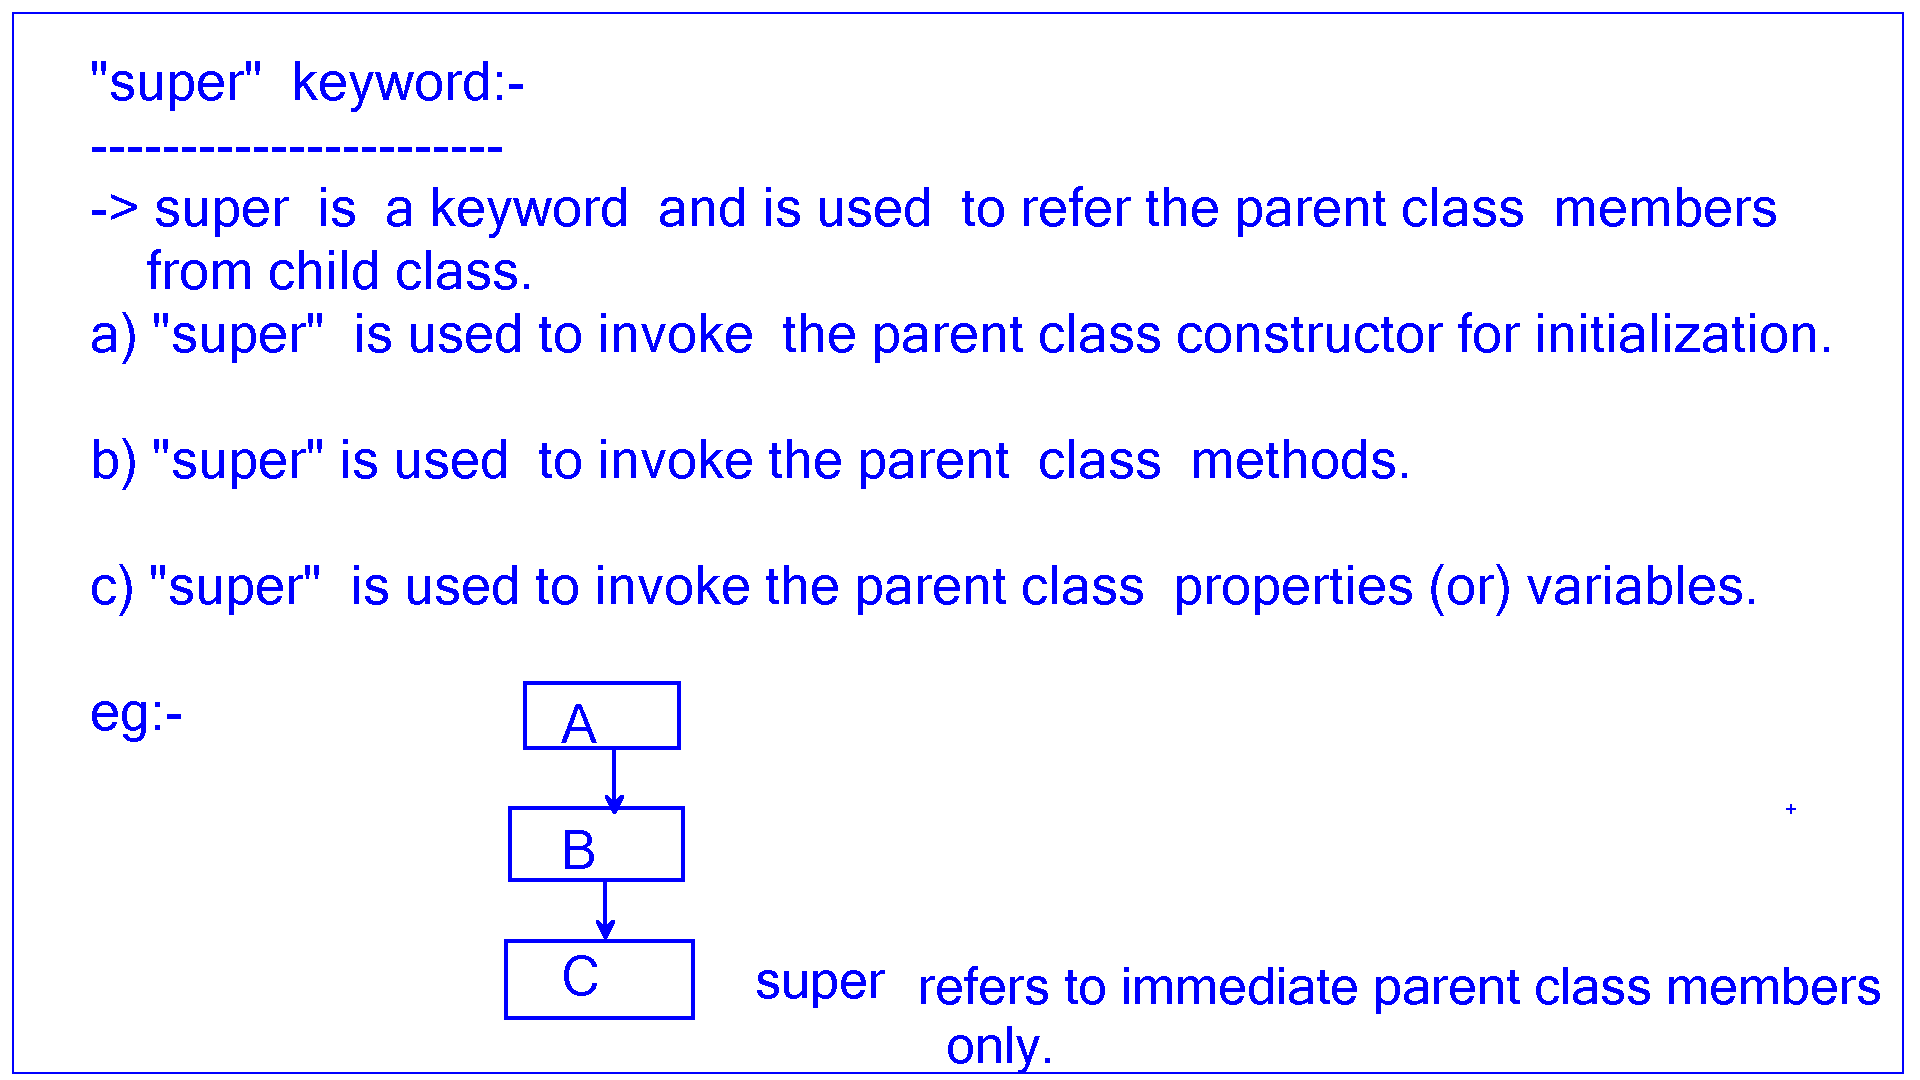 "super" keyword:-
-----------------------
-> super is a keyword and is used to refer the parent class members
from child class.
a) "super" is used to invoke the parent class constructor for initialization.
b) "super" is used to invoke the parent class methods.
c) "super" is used to invoke the parent class properties (or) variables.
eg:-
A
B
C
super refers to immediate parent class members
only.